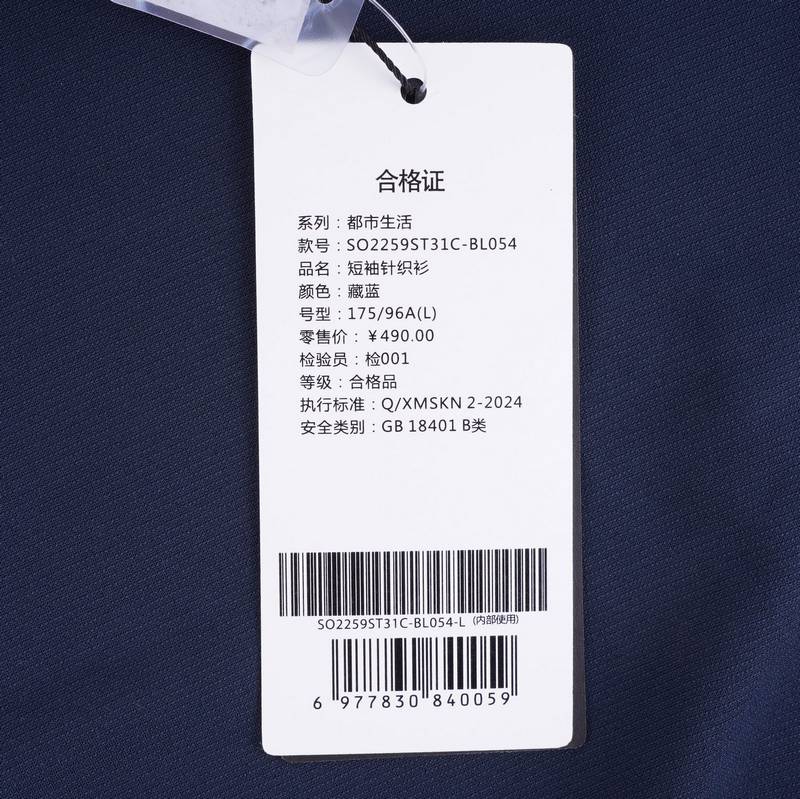 合格证
系列：都市生活
款号：SO2259ST31C-BL054
品名：短袖针织衫
颜色：藏蓝
号型：175/96A(L)
零售价：￥490.00
检验员：检001
等级：合格品
执行标准：Q/XMSKN 2-2024
安全类别：GB 18401 B类
SO2259ST31C-BL054-L（内部使用）
6 977830 840059